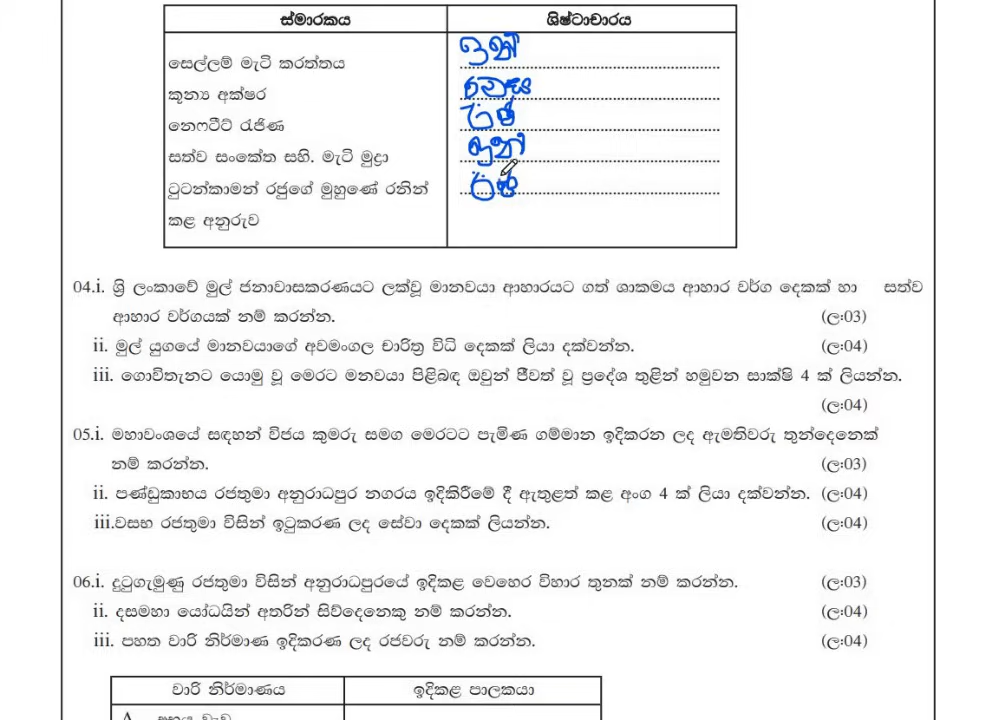 ස්මාරකය ශිෂ්ටාචාරය
සෙල්ලම් මැටි කරත්තය ඉන්
කූන්‍ය අක්ෂර
නෙෆටීටි රැජිණ
සත්ව සංකේත සහි. මැටි මුද්‍රා
ටුටන්කාමන් රජුගේ මුහුණේ රනින්
කළ අනුරුව
04.i. ශ්‍රි ලංකාවේ මුල් ජනාවාසකරණයට ලක්වූ මානවයා ආහාරයට ගත් ශාකමය ආහාර වර්ග දෙකක් හා සත්ව
ආහාර වර්ගයක් නම් කරන්න. (ල:03)
ii. මුල් යුගයේ මානවයාගේ අවමංගල චාරිත්‍ර විධි දෙකක් ලියා දක්වන්න. (ල:04)
iii. ගොවිතැනට යොමු වූ මෙරට මනවයා පිළිබඳ ඔවුන් ජීවත් වූ ප්‍රදේශ තුළින් හමුවන සාක්ෂි 4 ක් ලියන්න.
(ල:04)
05.i. මහාවංශයේ සඳහන් විජය කුමරු සමග මෙරටට පැමිණ ගම්මාන ඉදිකරන ලද ඇමතිවරු තුන්දෙනෙක්
නම් කරන්න. (ල:03)
ii. පණ්ඩුකාභය රජතුමා අනුරාධපුර නගරය ඉදිකිරීමේ දී ඇතුළත් කළ අංග 4 ක් ලියා දක්වන්න. (ල:04)
iii.වසභ රජතුමා විසින් ඉටුකරණ ලද සේවා දෙකක් ලියන්න. (ල:04)
06.i. දුටුගැමුණු රජතුමා විසින් අනුරාධපුරයේ ඉදිකළ වෙහෙර විහාර තුනක් නම් කරන්න. (ල:03)
ii. දසමහා යෝධයින් අතරින් සිව්දෙනෙකු නම් කරන්න. (ල:04)
iii. පහත වාරි නිර්මාණ ඉදිකරණ ලද රජවරු නම් කරන්න. (ල:04)
වාරි නිර්මාණය ඉදිකළ පාලකයා